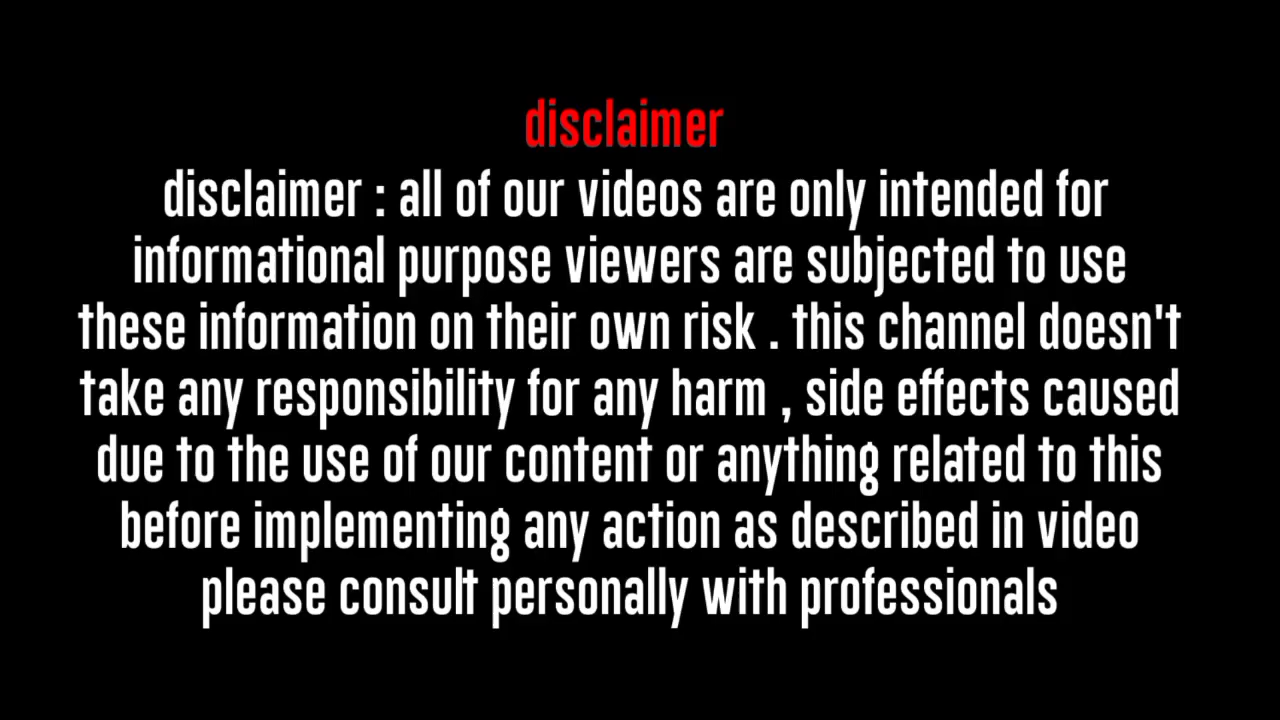 disclaimer
disclaimer : all of our videos are only intended for
informational purpose viewers are subjected to use
these information on their own risk . this channel doesn't
take any responsibility for any harm , side effects caused
due to the use of our content or anything related to this
before implementing any action as described in video
please consult personally with professionals